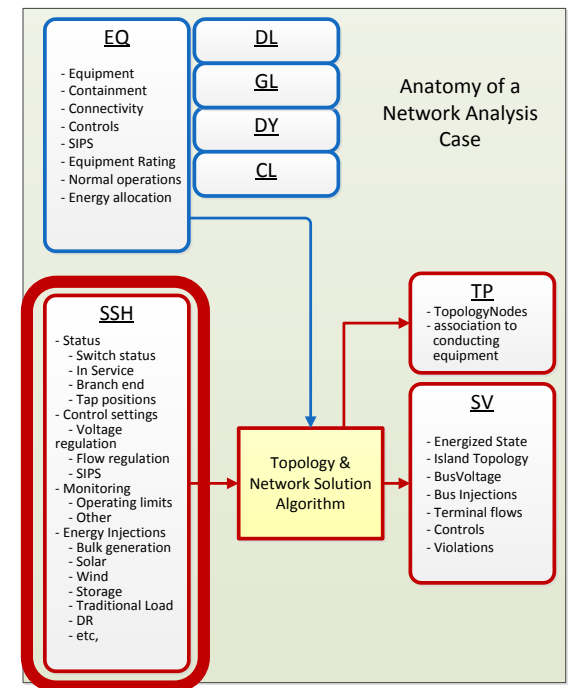 EQ
- Equipment
- Containment
- Connectivity
- Controls
- SIPS
- Equipment Rating
- Normal operations
- Energy allocation
DL
GL
DY
CL
Anatomy of a
Network Analysis
Case
SSH
- Status
- Switch status
- In Service
- Branch end
- Tap positions
- Control settings
- Voltage
regulation
- Flow regulation
- SIPS
- Monitoring
- Operating limits
- Other
- Energy Injections
- Bulk generation
- Solar
- Wind
- Storage
- Traditional Load
- DR
- etc,
Topology &
Network Solution
Algorithm
TP
- TopologyNodes
- association to
conducting
equipment
SV
- Energized State
- Island Topology
- BusVoltage
- Bus Injections
- Terminal flows
- Controls
- Violations